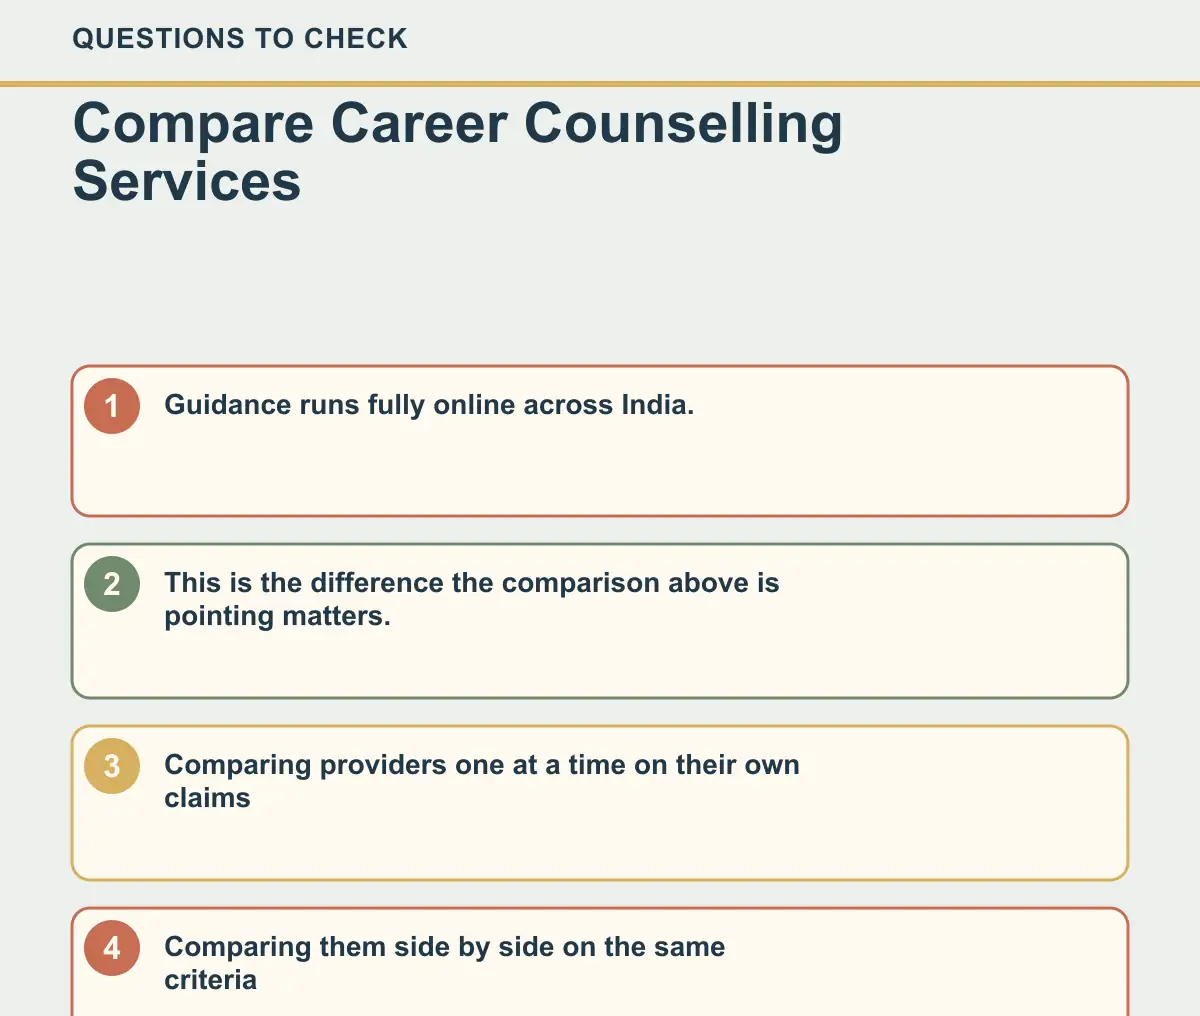 QUESTIONS TO CHECK
Compare Career Counselling
Services
1
Guidance runs fully online across India.
2
This is the difference the comparison above is
pointing matters.
3
Comparing providers one at a time on their own
claims
4
Comparing them side by side on the same
criteria